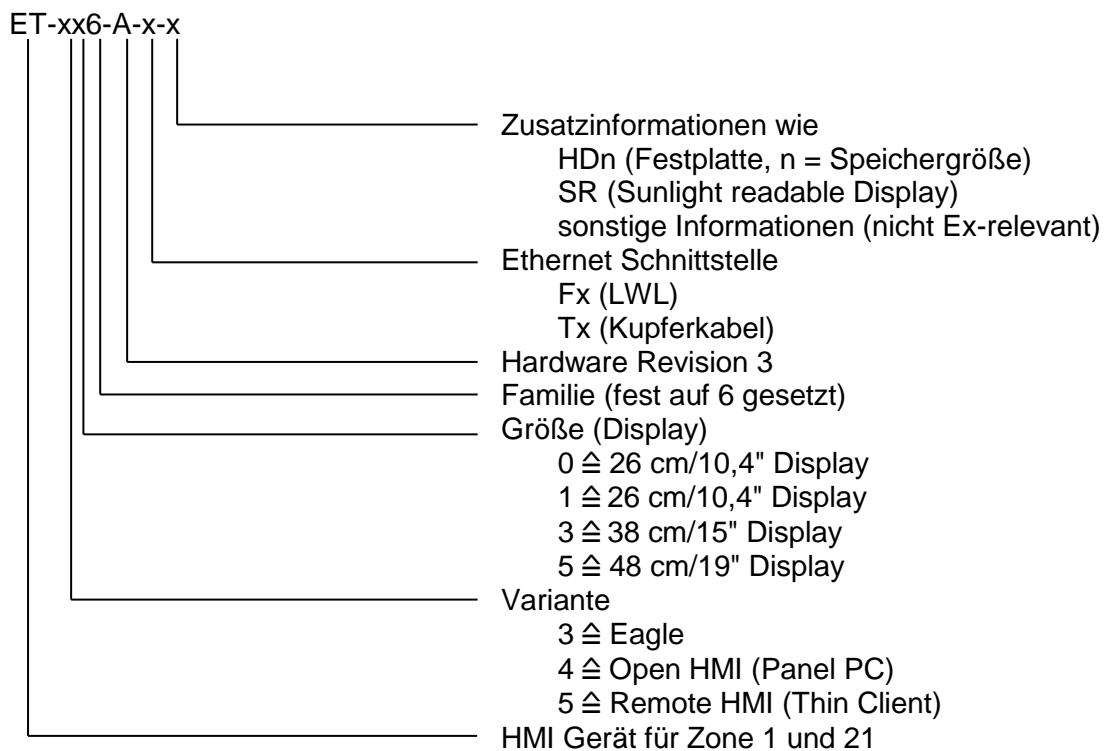 ET-xx6-A-x-x
Zusatzinformationen wie
HDn (Festplatte, n = Speichergröße)
SR (Sunlight readable Display)
sonstige Informationen (nicht Ex-relevant)
Ethernet Schnittstelle
Fx (LWL)
Tx (Kupferkabel)
Hardware Revision 3
Familie (fest auf 6 gesetzt)
Größe (Display)
0 ≙ 26 cm/10,4" Display
1 ≙ 26 cm/10,4" Display
3 ≙ 38 cm/15" Display
5 ≙ 48 cm/19" Display
Variante
3 ≙ Eagle
4 ≙ Open HMI (Panel PC)
5 ≙ Remote HMI (Thin Client)
HMI Gerät für Zone 1 und 21